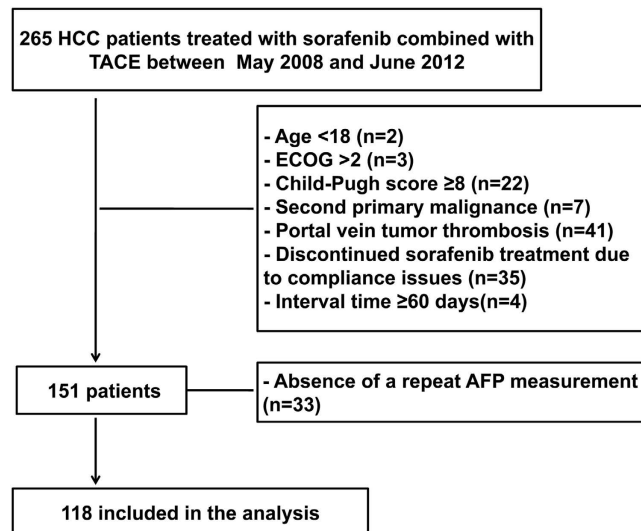 265 HCC patients treated with sorafenib combined with
TACE between May 2008 and June 2012
- Age <18 (n=2)
- ECOG >2 (n=3)
- Child-Pugh score ≥8 (n=22)
- Second primary malignance (n=7)
- Portal vein tumor thrombosis (n=41)
- Discontinued sorafenib treatment due
to compliance issues (n=35)
- Interval time ≥60 days(n=4)
151 patients
- Absence of a repeat AFP measurement
(n=33)
118 included in the analysis